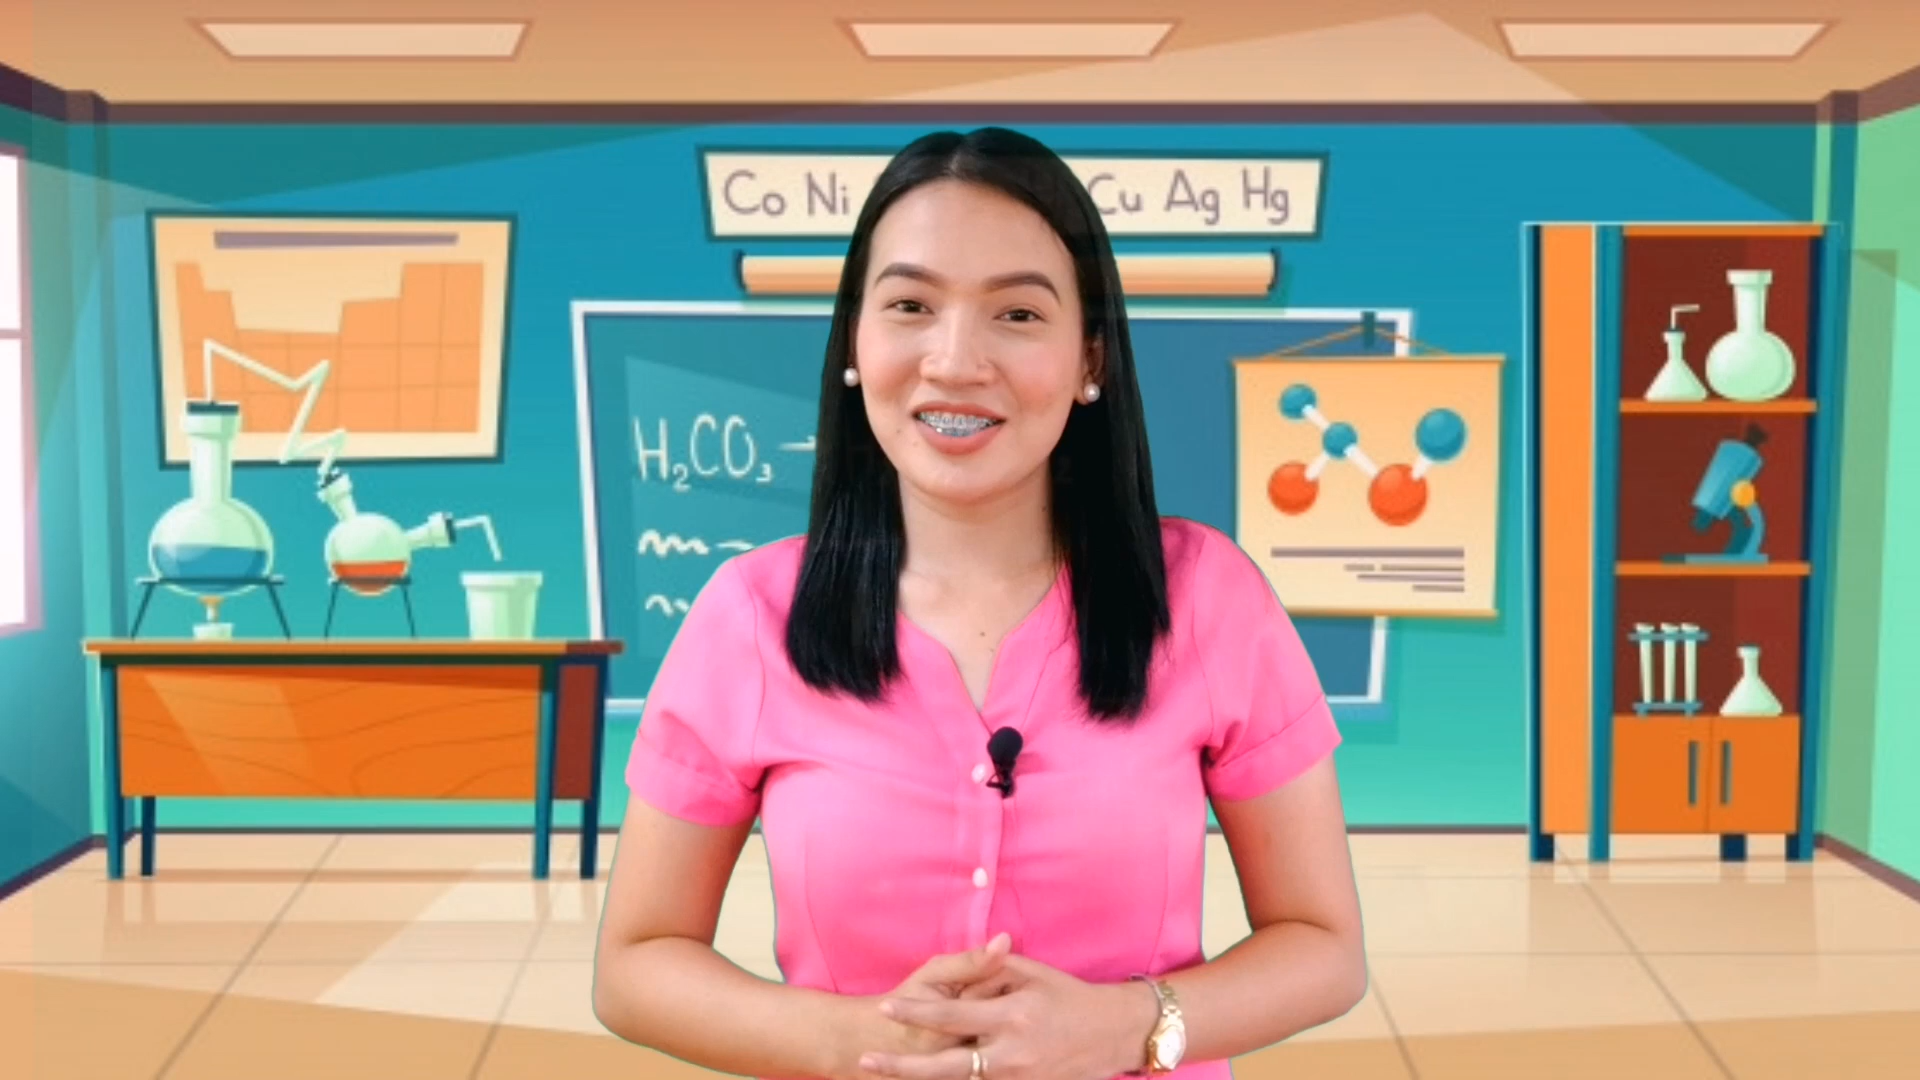 Co Ni Cu Ag Hg
H₂CO₃ →